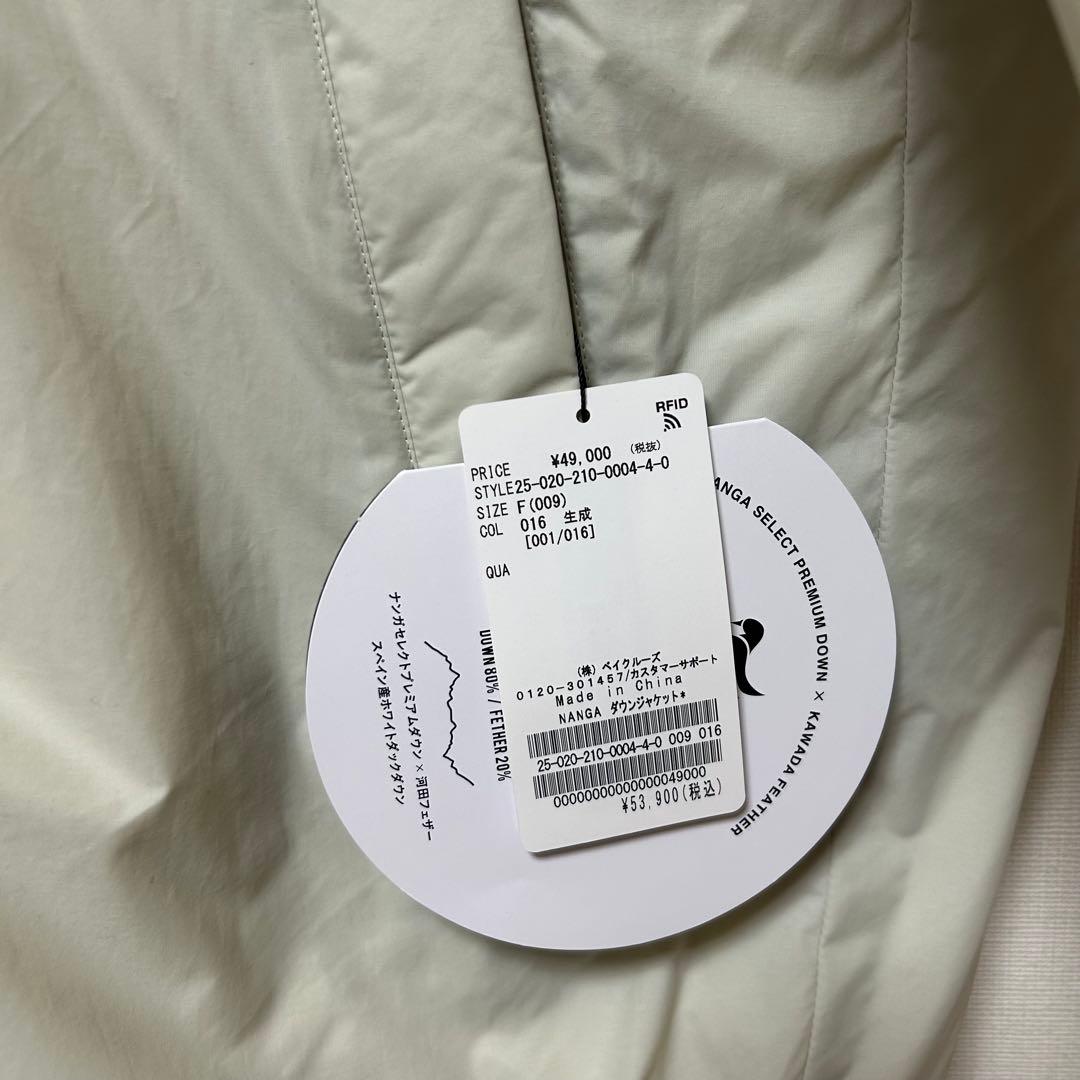 RFID
PRICE ¥49,000 (税抜)
STYLE 25-020-210-0004-4-0
SIZE F(009)
COL 016 生成
[001/016]
QUA
(株) ベイクルーズ
0120-301457/カスタマーサポート
Made in China
NANGA ダウンジャケット*
25-020-210-0004-4-0 009 016
¥53,900(税込)
NANGA SELECT PREMIUM DOWN × KAWADA FEATHER
DOWN 80% / FETHER 20%
ナンガセレクトプレミアムダウン × 河田フェザー
スペイン産ホワイトダックダウン